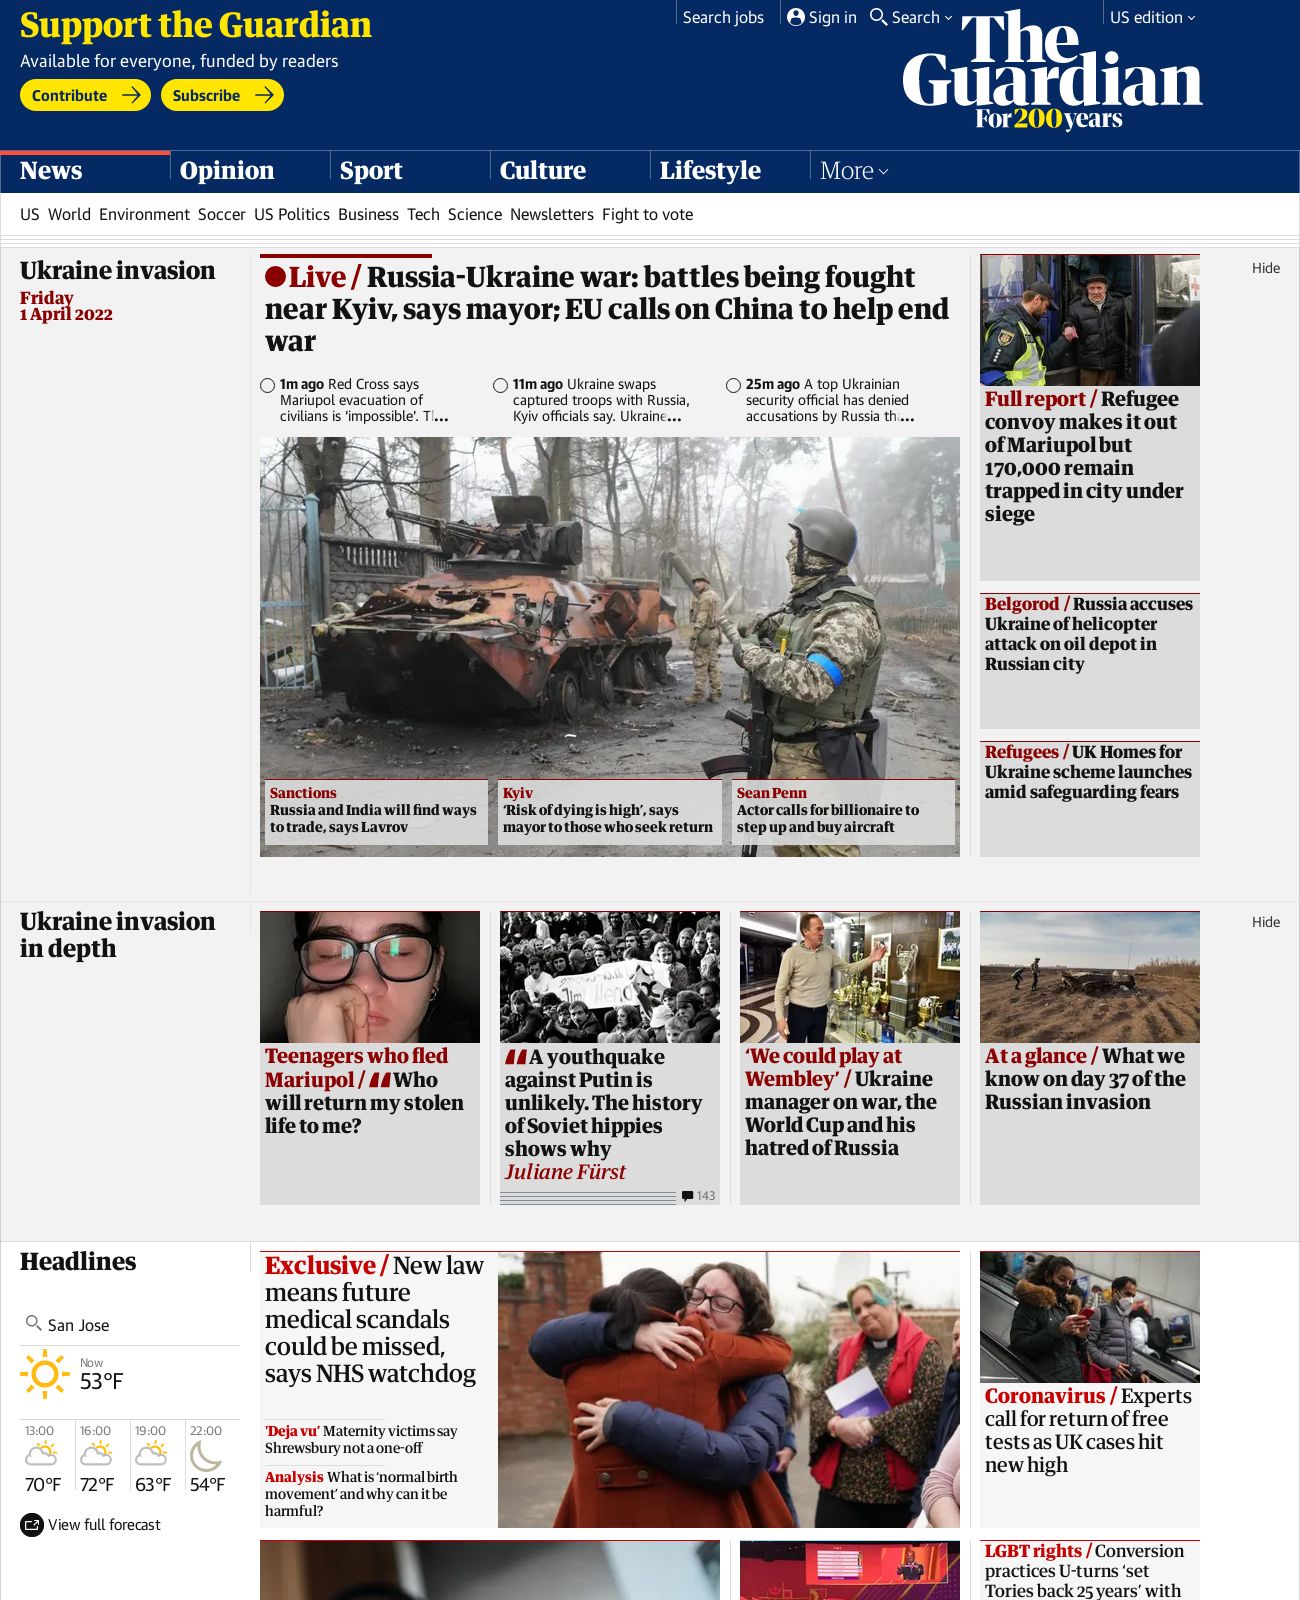 Support the Guardian
Available for everyone, funded by readers
Contribute
Subscribe
Search jobs
Sign in
Search
US edition
The
Guardian
For 200 years
News
Opinion
Sport
Culture
Lifestyle
More
US World Environment Soccer US Politics Business Tech Science Newsletters Fight to vote
Ukraine invasion
Friday
1 April 2022
Hide
Live / Russia-Ukraine war: battles being fought
near Kyiv, says mayor; EU calls on China to help end
war
1m ago Red Cross says
Mariupol evacuation of
civilians is 'impossible'. T...
11m ago Ukraine swaps
captured troops with Russia,
Kyiv officials say. Ukraine...
25m ago A top Ukrainian
security official has denied
accusations by Russia th...
Sanctions
Russia and India will find ways
to trade, says Lavrov
Kyiv
‘Risk of dying is high’, says
mayor to those who seek return
Sean Penn
Actor calls for billionaire to
step up and buy aircraft
Full report / Refugee
convoy makes it out
of Mariupol but
170,000 remain
trapped in city under
siege
Belgorod / Russia accuses
Ukraine of helicopter
attack on oil depot in
Russian city
Refugees / UK Homes for
Ukraine scheme launches
amid safeguarding fears
Ukraine invasion
in depth
Hide
Teenagers who fled
Mariupol / “Who
will return my stolen
life to me?
“A youthquake
against Putin is
unlikely. The history
of Soviet hippies
shows why
Juliane Fürst
143
‘We could play at
Wembley’ / Ukraine
manager on war, the
World Cup and his
hatred of Russia
At a glance / What we
know on day 37 of the
Russian invasion
Headlines
San Jose
Now
53°F
13:00
70°F
16:00
72°F
19:00
63°F
22:00
54°F
View full forecast
Exclusive / New law
means future
medical scandals
could be missed,
says NHS watchdog
'Deja vu’ Maternity victims say
Shrewsbury not a one-off
Analysis What is ‘normal birth
movement’ and why can it be
harmful?
Coronavirus / Experts
call for return of free
tests as UK cases hit
new high
LGBT rights / Conversion
practices U-turns ‘set
Tories back 25 years’ with